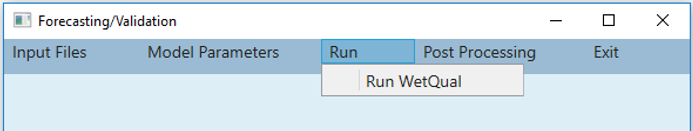 Forecasting/Validation
Input Files Model Parameters Run Post Processing Exit
Run WetQual